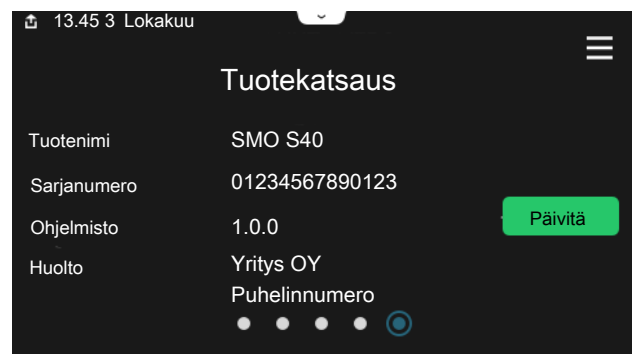 13.45 3 Lokakuu
Tuotekatsaus
Tuotenimi SMO S40
Sarjanumero 01234567890123
Ohjelmisto 1.0.0 Päivitä
Huolto Yritys OY
Puhelinnumero